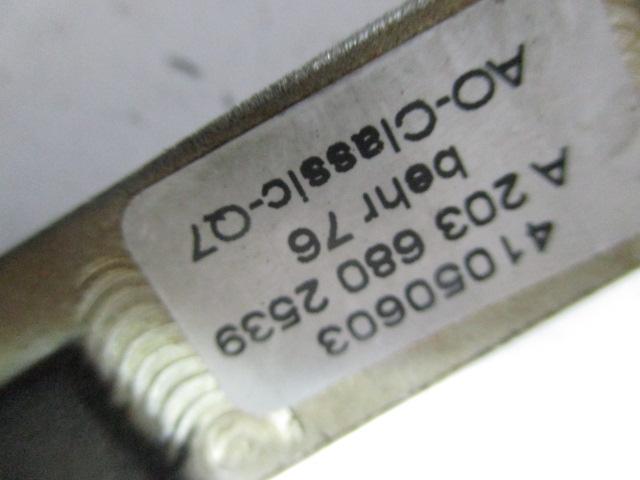 41050603
A 203 680 2539
behr 76
AO-Classic-Q7